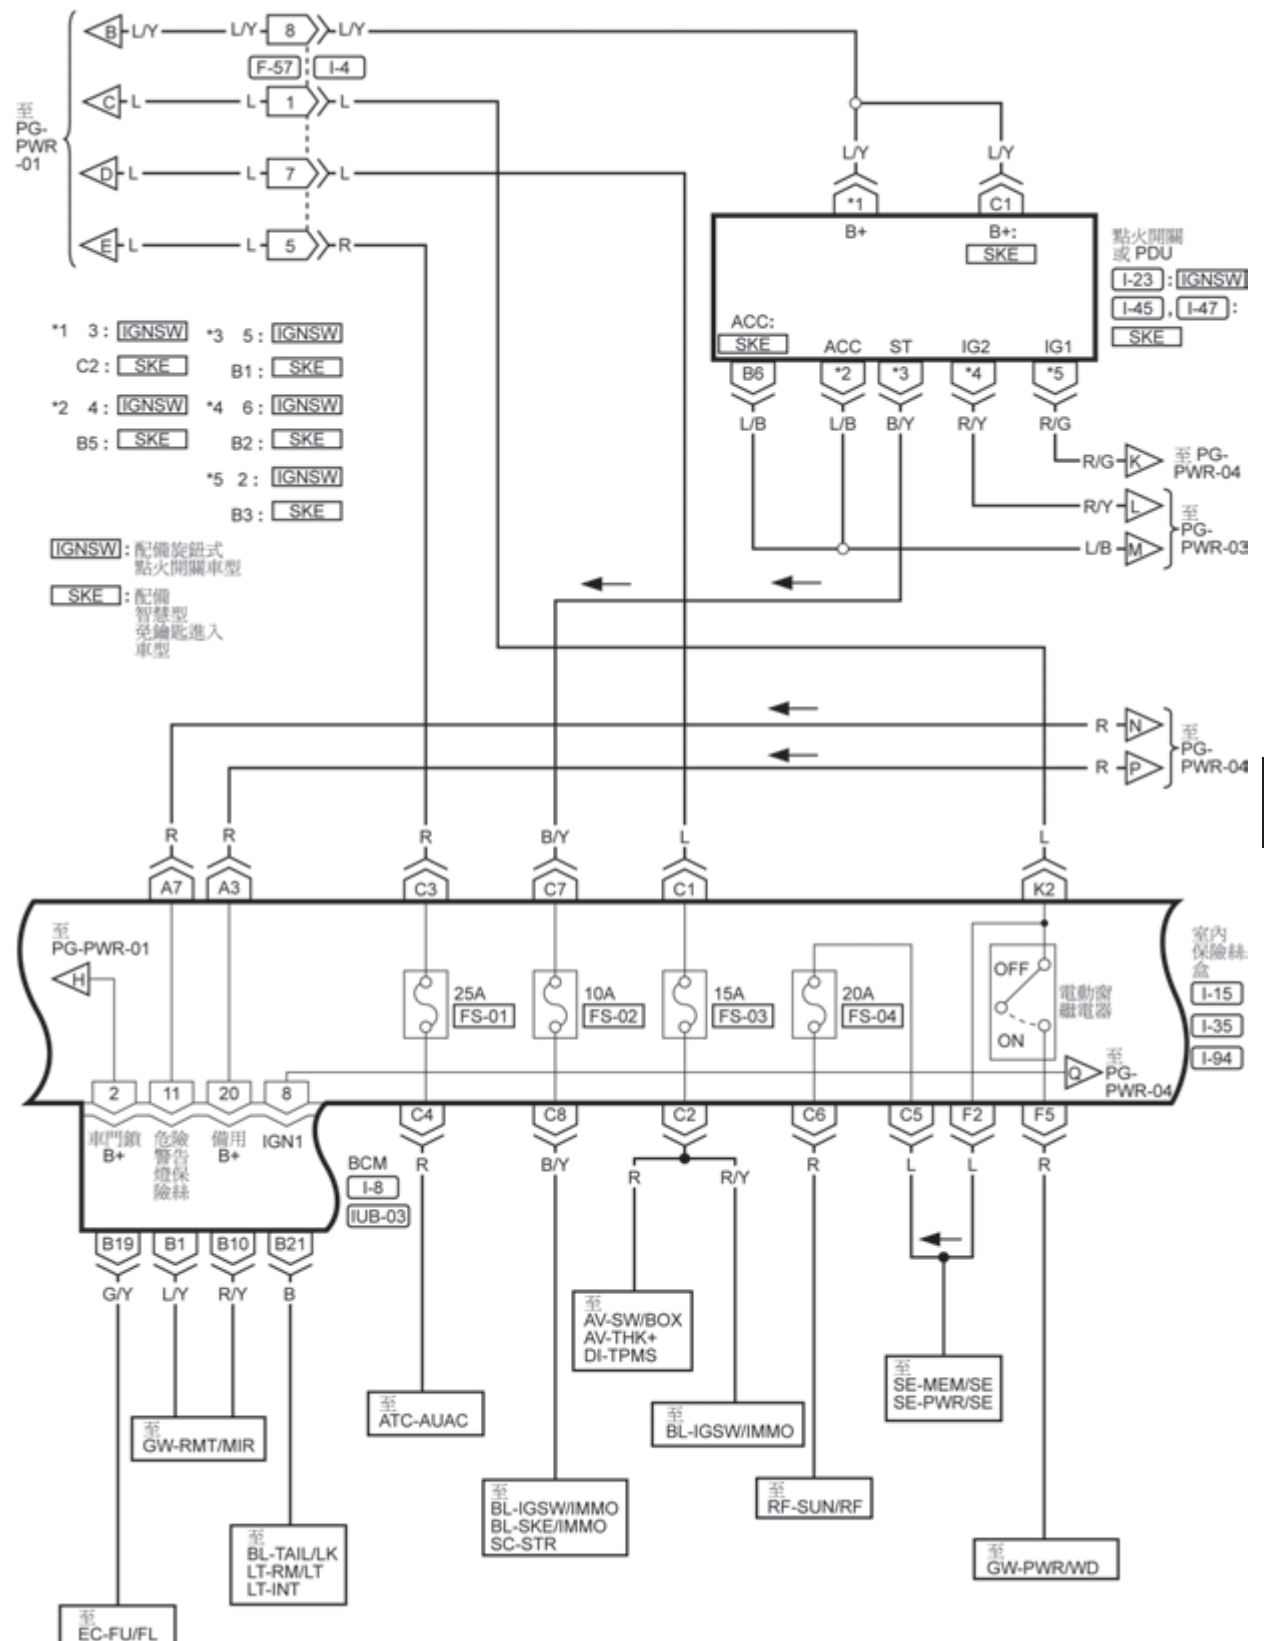 至
PG-
PWR
-01
B L/Y L/Y 8 L/Y
F-57 I-4
C L L 1 L
D L L 7 L
E L L 5 R
L/Y L/Y
*1 C1
B+ B+:
SKE
點火開關
或 PDU
I-23 : IGNSW
I-45 , I-47 :
SKE
ACC:
SKE ACC ST IG2 IG1
B6 *2 *3 *4 *5
L/B L/B B/Y R/Y R/G
R/G K 至 PG-
PWR-04
R/Y L
L/B M
至
PG-
PWR-03
*1 3 : IGNSW *3 5 : IGNSW
C2 : SKE B1 : SKE
*2 4 : IGNSW *4 6 : IGNSW
B5 : SKE B2 : SKE
*5 2 : IGNSW
B3 : SKE
IGNSW : 配備旋鈕式
點火開關車型
SKE : 配備
智慧型
免鑰匙進入
車型
R N
R P
至
PG-
PWR-04
R R R B/Y L L
A7 A3 C3 C7 C1 K2
至
PG-PWR-01
H
25A
FS-01
10A
FS-02
15A
FS-03
20A
FS-04
OFF
ON
電動窗
繼電器
室內
保險絲
盒
I-15
I-35
I-94
Q 至
PG-
PWR-04
2 11 20 8
車門鎖
B+
危險
警告
燈保
險絲
備用
B+
IGN1
BCM
I-8
IUB-03
C4 C8 C2 C6 C5 F2 F5
R B/Y R R/Y R L L R
B19 B1 B10 B21
G/Y L/Y R/Y B
至
AV-SW/BOX
AV-THK+
DI-TPMS
至
SE-MEM/SE
SE-PWR/SE
至
ATC-AUAC
至
BL-IGSW/IMMO
至
GW-RMT/MIR
至
BL-IGSW/IMMO
BL-SKE/IMMO
SC-STR
至
RF-SUN/RF
至
BL-TAIL/LK
LT-RM/LT
LT-INT
至
GW-PWR/WD
至
EC-FU/FL